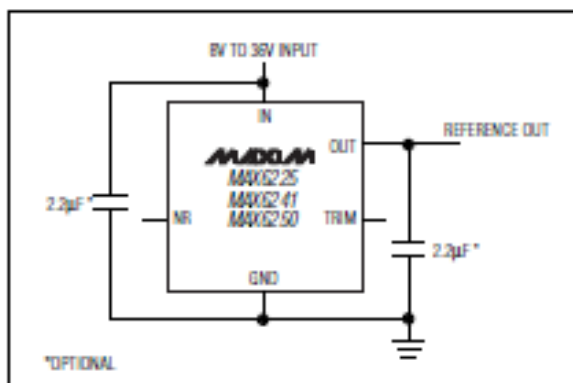 8V TO 36V INPUT
IN
OUT
REFERENCE OUT
MAXIM
MAX6225
MAX6241
MAX6250
2.2µF*
NR
TRIM
2.2µF*
GND
*OPTIONAL